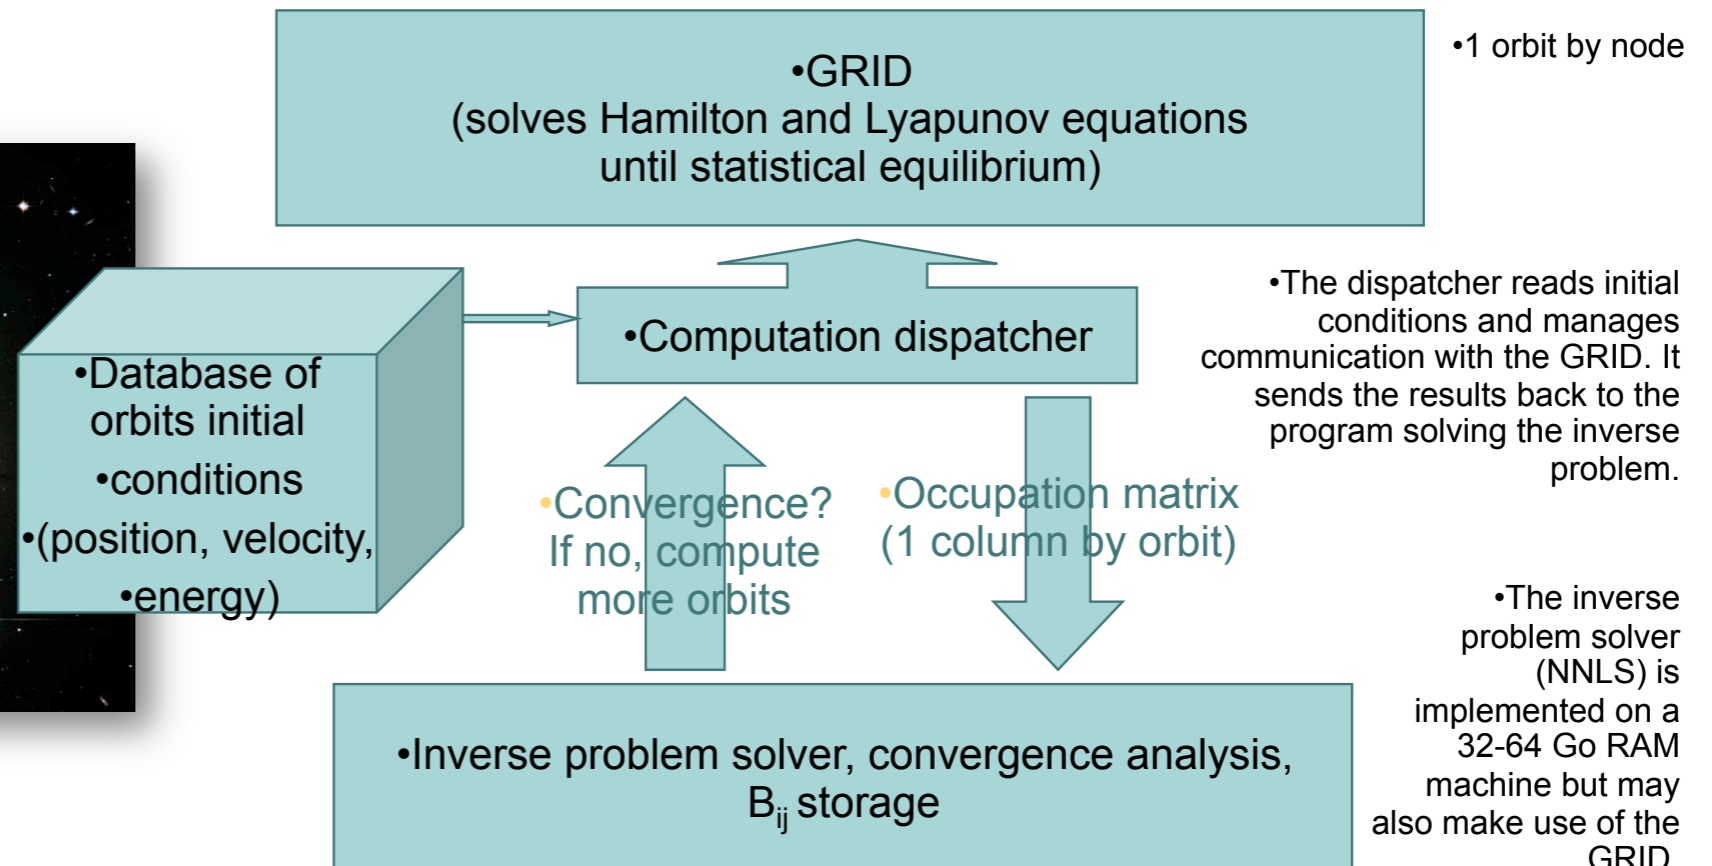 •GRID
(solves Hamilton and Lyapunov equations
until statistical equilibrium)
•1 orbit by node
•Computation dispatcher
•The dispatcher reads initial
conditions and manages
communication with the GRID. It
sends the results back to the
program solving the inverse
problem.
•Database of
orbits initial
•conditions
•(position, velocity,
•energy)
•Convergence?
If no, compute
more orbits
•Occupation matrix
(1 column by orbit)
•Inverse problem solver, convergence analysis,
Bij storage
•The inverse
problem solver
(NNLS) is
implemented on a
32-64 Go RAM
machine but may
also make use of the
GRID.